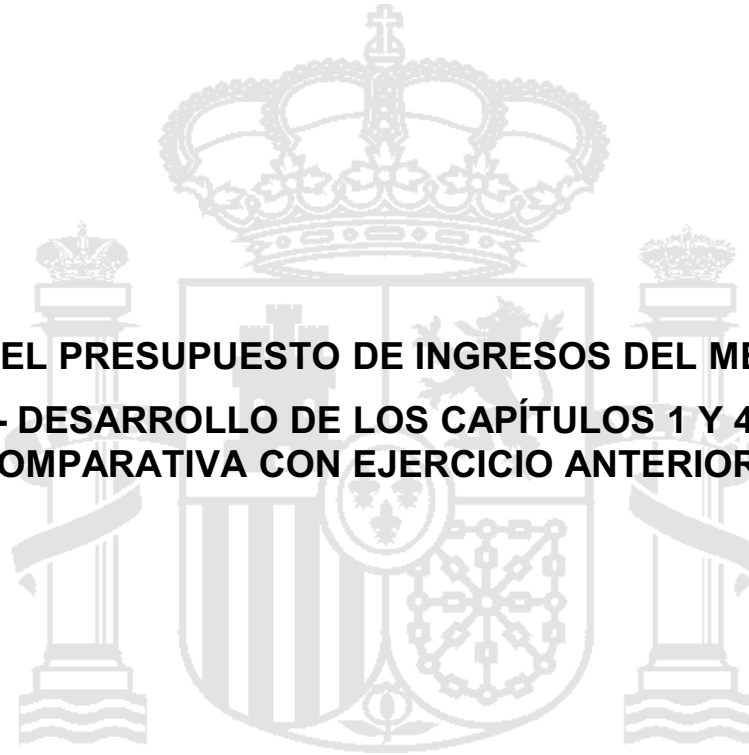 EL PRESUPUESTO DE INGRESOS DEL ME
- DESARROLLO DE LOS CAPÍTULOS 1 Y 4
OMPARATIVA CON EJERCICIO ANTERIOR